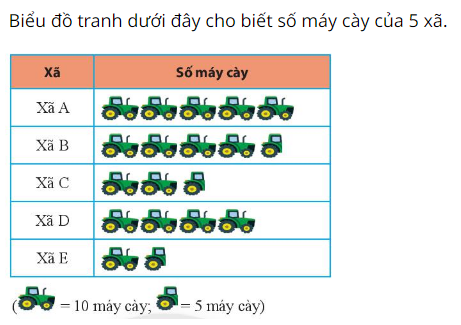 Biểu đồ tranh dưới đây cho biết số máy cày của 5 xã.
Xã Số máy cày
Xã A
Xã B
Xã C
Xã D
Xã E
( = 10 máy cày; = 5 máy cày)